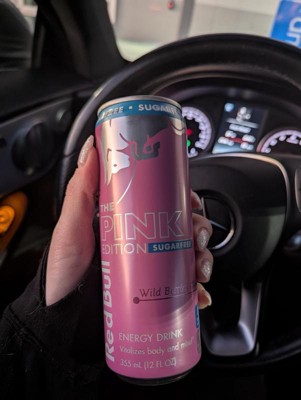 SUGARFREE
THE
PINK
EDITION SUGARFREE
Red Bull
Wild B
ENERGY DRINK
Vitalizes body and mind®
355 mL (12 fl oz)